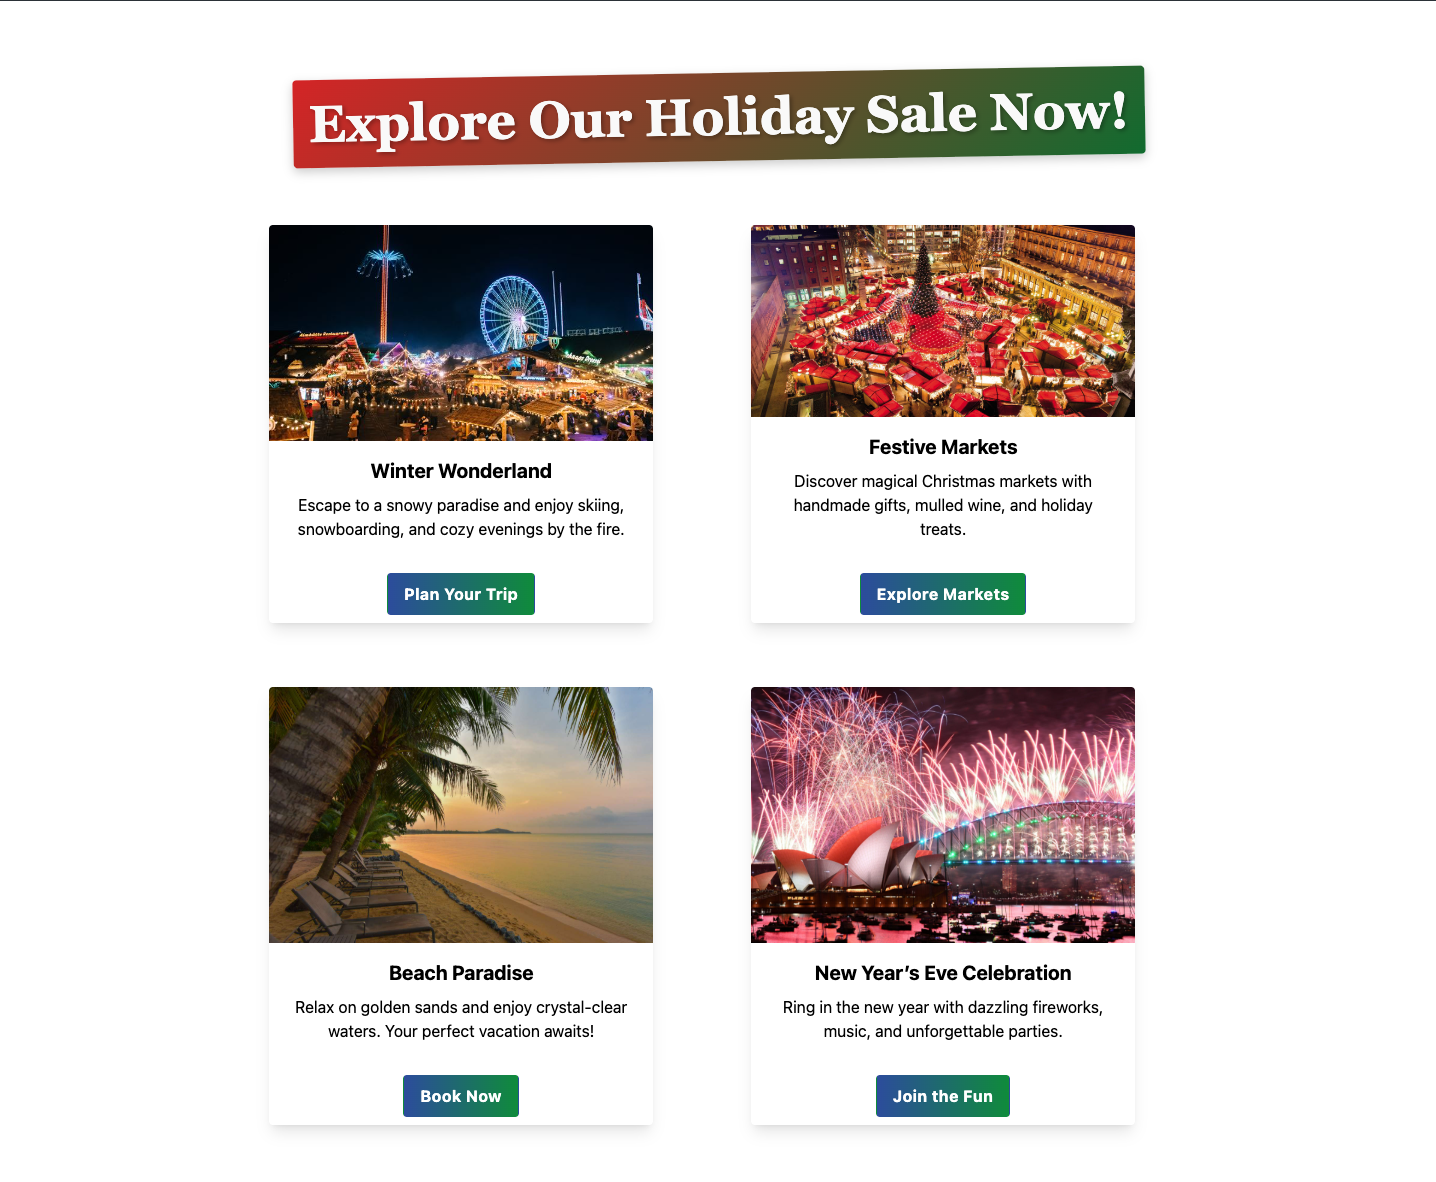 Explore Our Holiday Sale Now!
Winter Wonderland
Escape to a snowy paradise and enjoy skiing,
snowboarding, and cozy evenings by the fire.
Plan Your Trip
Festive Markets
Discover magical Christmas markets with
handmade gifts, mulled wine, and holiday
treats.
Explore Markets
Beach Paradise
Relax on golden sands and enjoy crystal-clear
waters. Your perfect vacation awaits!
Book Now
New Year’s Eve Celebration
Ring in the new year with dazzling fireworks,
music, and unforgettable parties.
Join the Fun